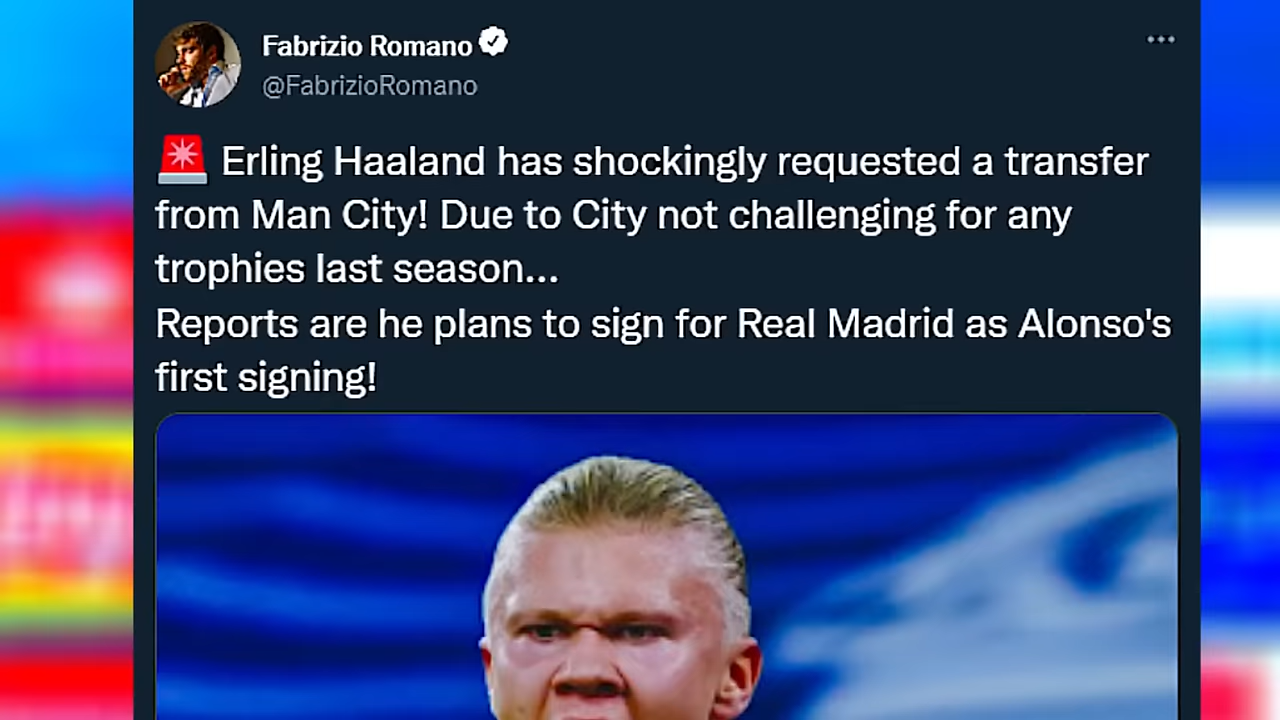 Fabrizio Romano
@FabrizioRomano
🚨 Erling Haaland has shockingly requested a transfer
from Man City! Due to City not challenging for any
trophies last season...
Reports are he plans to sign for Real Madrid as Alonso's
first signing!